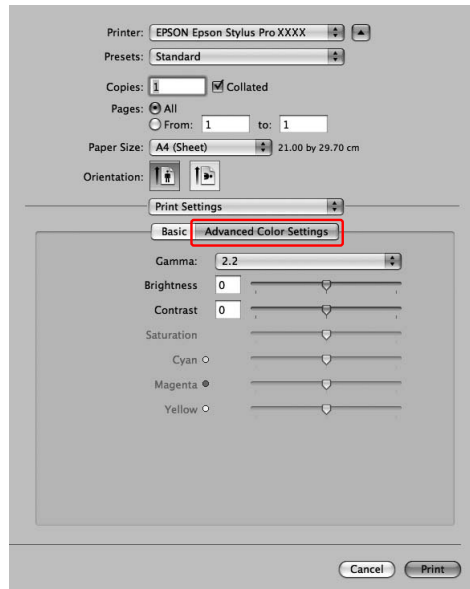 Printer: EPSON Epson Stylus Pro XXXX
Presets: Standard
Copies: 1 Collated
Pages: All
From: 1 to: 1
Paper Size: A4 (Sheet) 21.00 by 29.70 cm
Orientation:
Print Settings
Basic Advanced Color Settings
Gamma: 2.2
Brightness 0
Contrast 0
Saturation
Cyan
Magenta
Yellow
Cancel Print